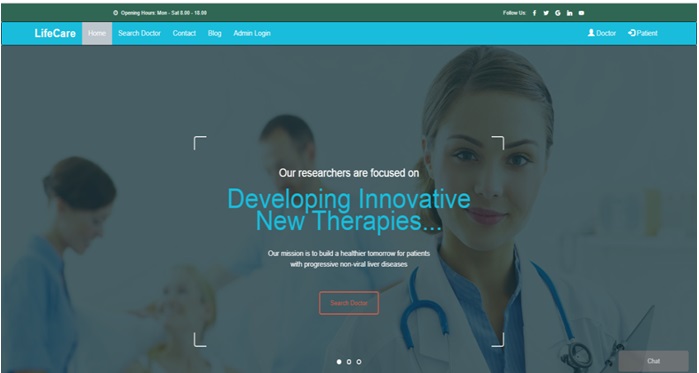 Opening Hours: Mon - Sat 8.00 - 18.00
Follow Us:
LifeCare
Home
Search Doctor
Contact
Blog
Admin Login
Doctor
Patient
Our researchers are focused on
Developing Innovative
New Therapies...
Our mission is to build a healthier tomorrow for patients
with progressive non-viral liver diseases
Search Doctor
Chat